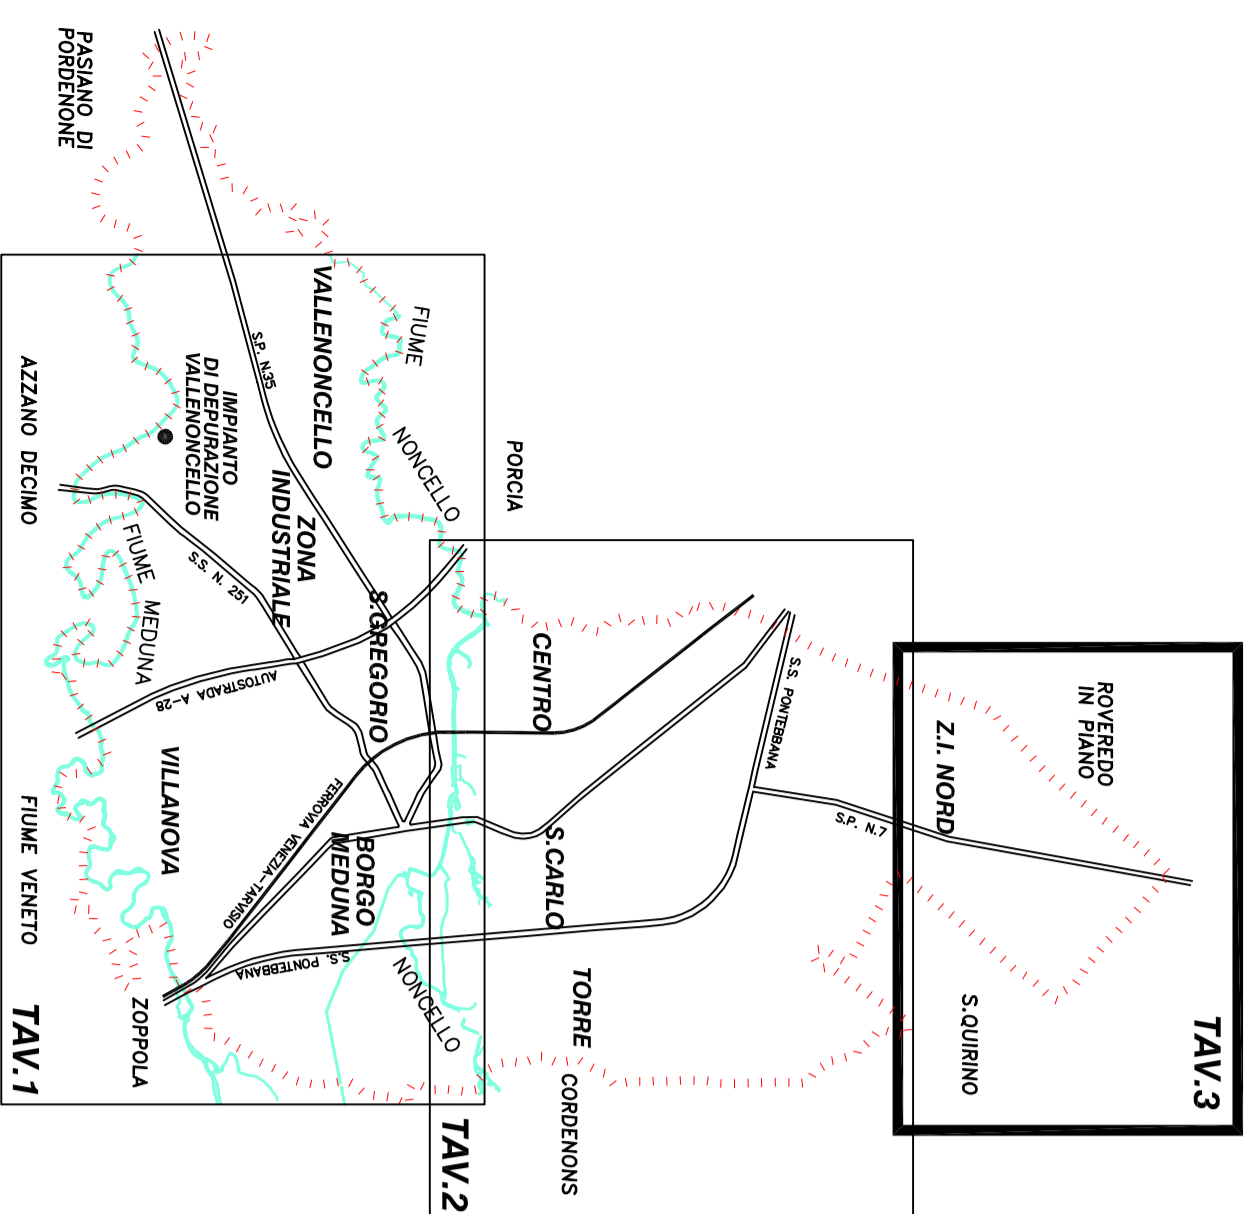 TAV.3
ROVEREDO
IN PIANO
Z.I. NORD
S.P. N.7
S.QUIRINO
S.S. PONTEBBANA
CENTRO
S.CARLO
TORRE
CORDENONS
PORCIA
TAV.2
FIUME
NONCELLO
NONCELLO
VALLENONCELLO
S.P. N.35
ZONA
INDUSTRIALE
S.GREGORIO
BORGO
MEDUNA
FERROVIA VENEZIA-TARVISIO
S.S. PONTEBBANA
IMPIANTO
DI DEPURAZIONE
VALLENONCELLO
S.S. N. 251
AUTOSTRADA A-28
FIUME
MEDUNA
VILLANOVA
ZOPPOLA
PASIANO DI
PORDENONE
AZZANO DECIMO
FIUME VENETO
TAV.1